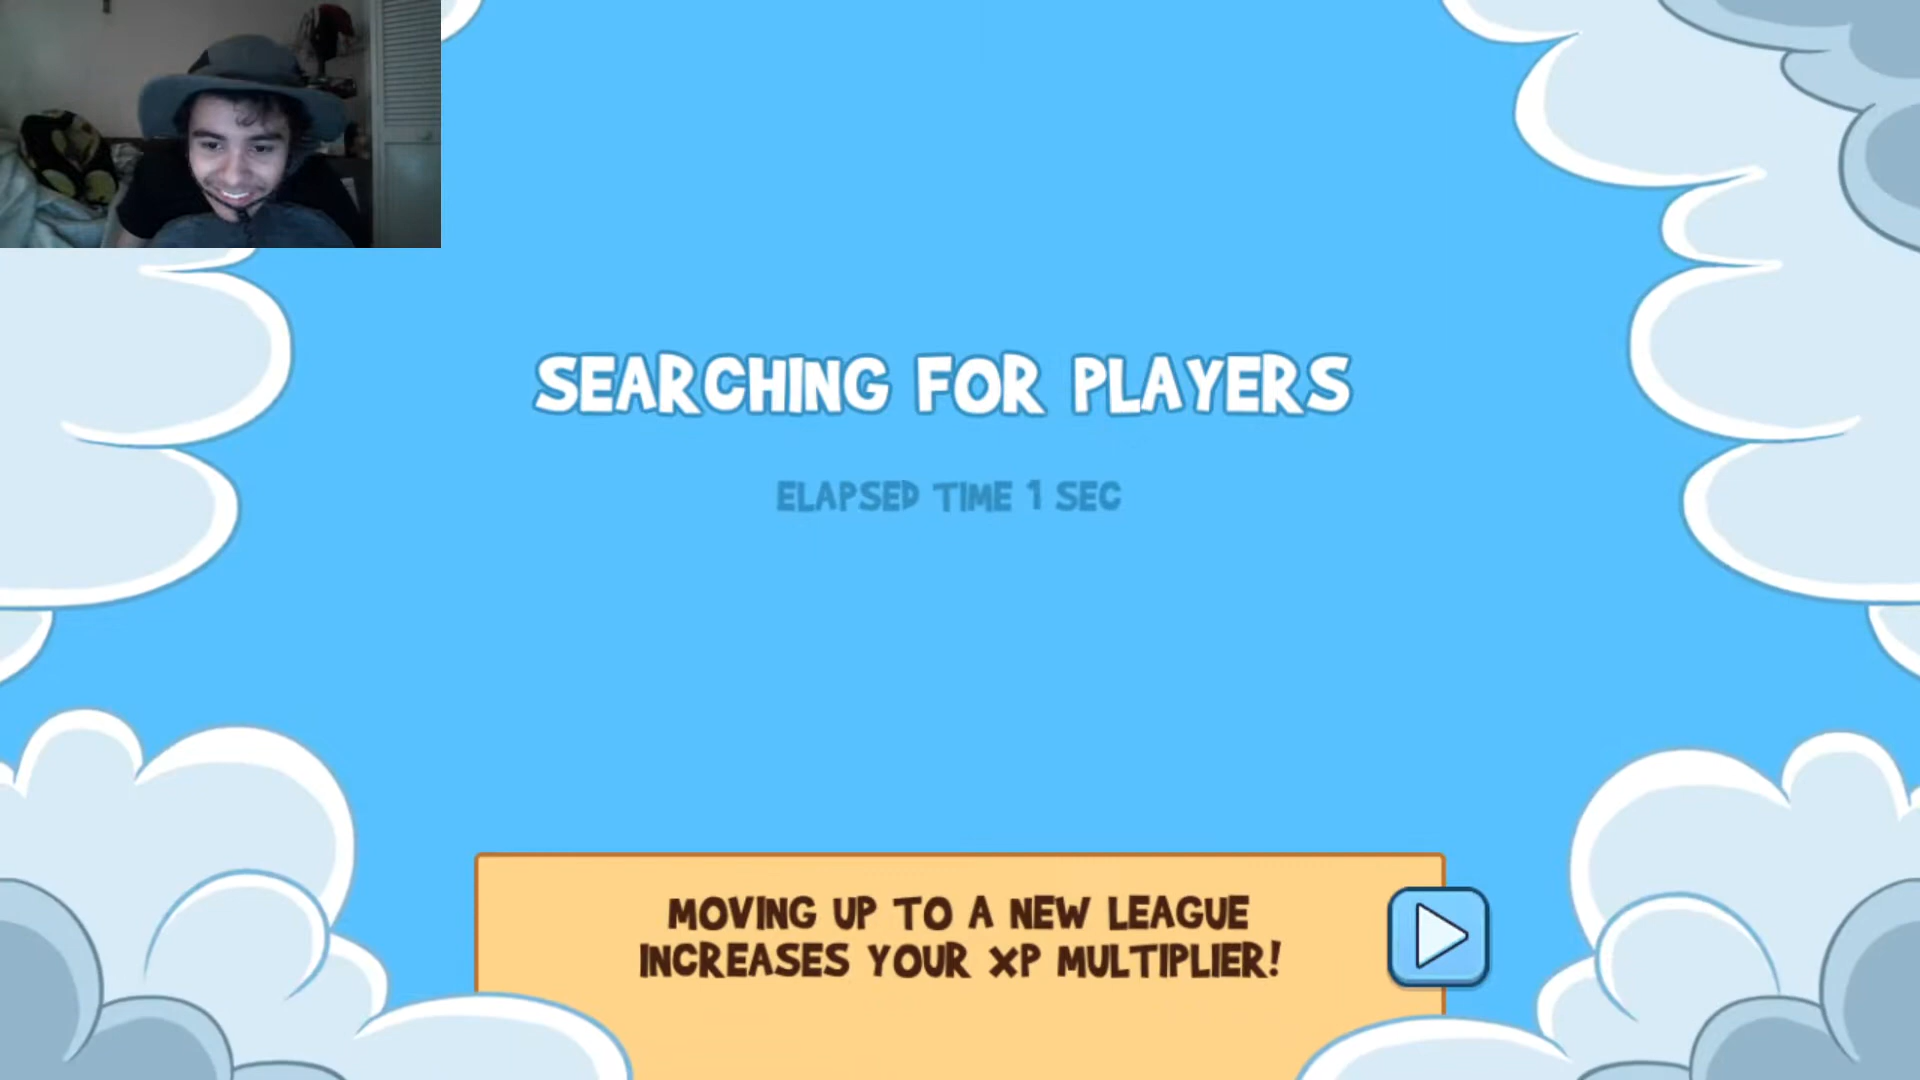 SEARCHING FOR PLAYERS
ELAPSED TIME 1 SEC
MOVING UP TO A NEW LEAGUE
INCREASES YOUR XP MULTIPLIER!